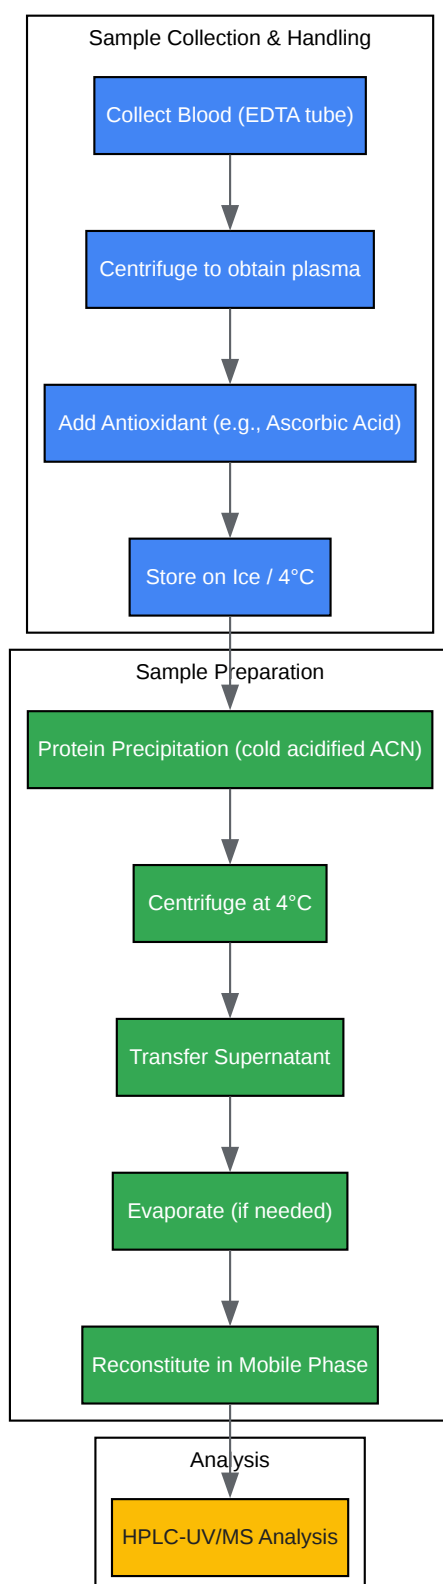 Sample Collection & Handling
Collect Blood (EDTA tube)
Centrifuge to obtain plasma
Add Antioxidant (e.g., Ascorbic Acid)
Store on Ice / 4°C
Sample Preparation
Protein Precipitation (cold acidified ACN)
Centrifuge at 4°C
Transfer Supernatant
Evaporate (if needed)
Reconstitute in Mobile Phase
Analysis
HPLC-UV/MS Analysis